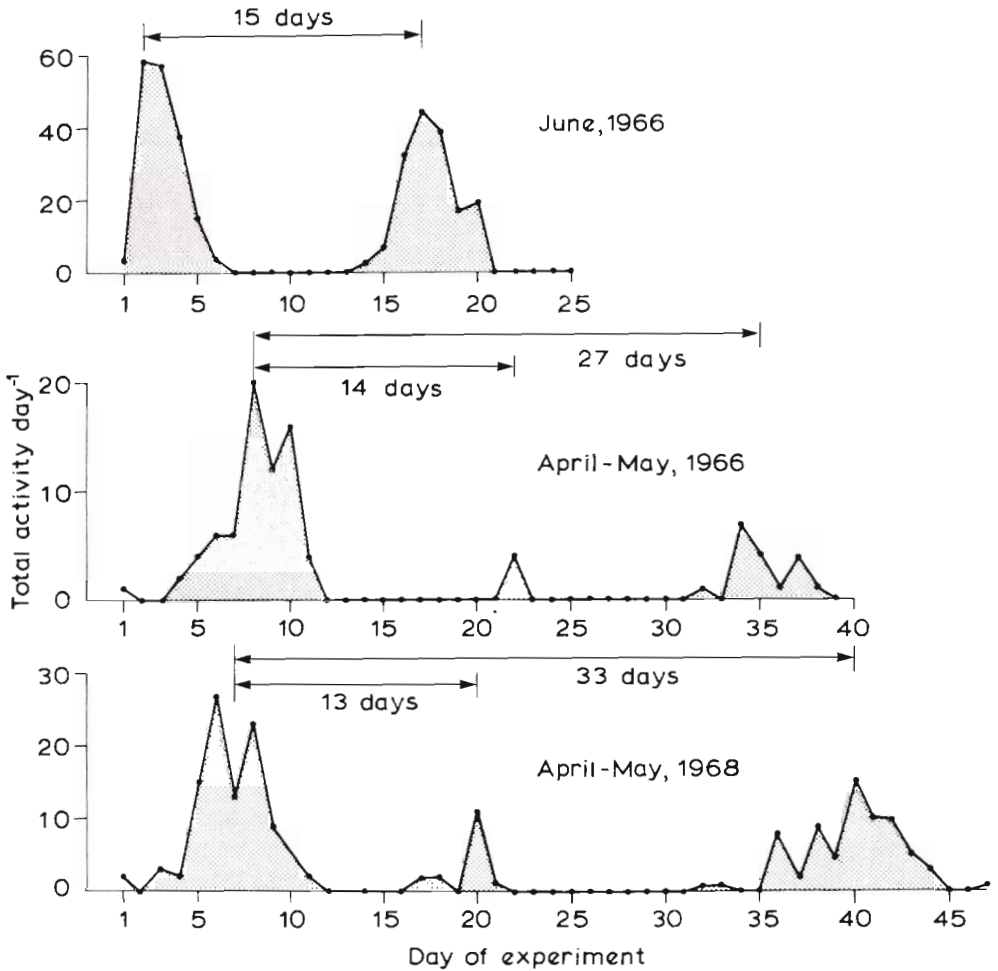 15 days
60
40
20
0
June, 1966
1 5 10 15 20 25
27 days
14 days
20
10
0
April-May, 1966
1 5 10 15 20 25 30 35 40
33 days
13 days
30
20
10
0
April-May, 1968
1 5 10 15 20 25 30 35 40 45
Total activity day⁻¹
Day of experiment